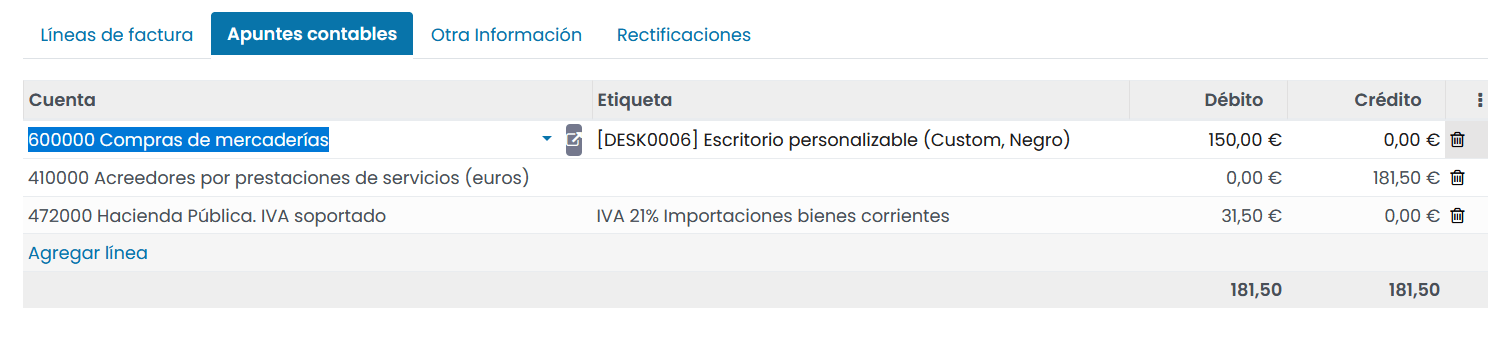 Líneas de factura Apuntes contables Otra Información Rectificaciones
Cuenta Etiqueta Débito Crédito
600000 Compras de mercaderías [DESK0006] Escritorio personalizable (Custom, Negro) 150,00 € 0,00 €
410000 Acreedores por prestaciones de servicios (euros) 0,00 € 181,50 €
472000 Hacienda Pública. IVA soportado IVA 21% Importaciones bienes corrientes 31,50 € 0,00 €
Agregar línea
181,50 181,50